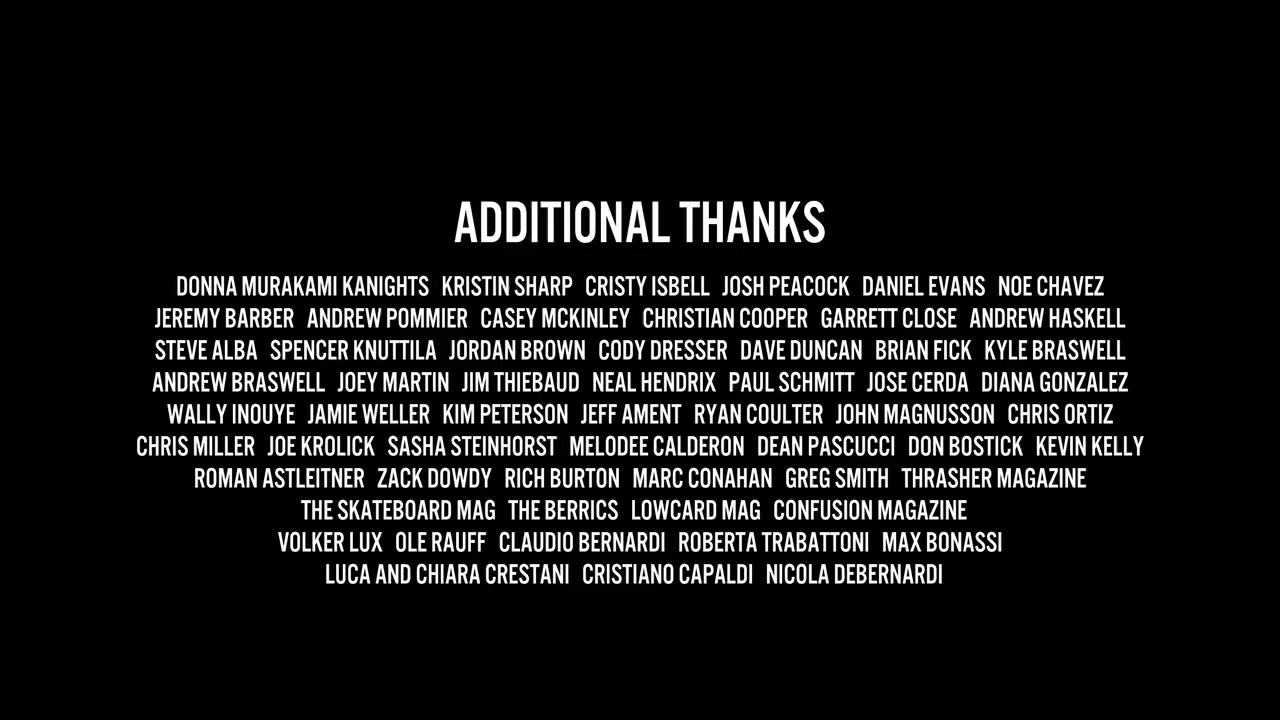 ADDITIONAL THANKS
DONNA MURAKAMI KANIGHTS KRISTIN SHARP CRISTY ISBELL JOSH PEACOCK DANIEL EVANS NOE CHAVEZ
JEREMY BARBER ANDREW POMMIER CASEY MCKINLEY CHRISTIAN COOPER GARRETT CLOSE ANDREW HASKELL
STEVE ALBA SPENCER KNUTTILA JORDAN BROWN CODY DRESSER DAVE DUNCAN BRIAN FICK KYLE BRASWELL
ANDREW BRASWELL JOEY MARTIN JIM THIEBAUD NEAL HENDRIX PAUL SCHMITT JOSE CERDA DIANA GONZALEZ
WALLY INOUYE JAMIE WELLER KIM PETERSON JEFF AMENT RYAN COULTER JOHN MAGNUSSON CHRIS ORTIZ
CHRIS MILLER JOE KROLICK SASHA STEINHORST MELODEE CALDERON DEAN PASCUCCI DON BOSTICK KEVIN KELLY
ROMAN ASTLEITNER ZACK DOWDY RICH BURTON MARC CONAHAN GREG SMITH THRASHER MAGAZINE
THE SKATEBOARD MAG THE BERRICS LOWCARD MAG CONFUSION MAGAZINE
VOLKER LUX OLE RAUFF CLAUDIO BERNARDI ROBERTA TRABATTONI MAX BONASSI
LUCA AND CHIARA CRESTANI CRISTIANO CAPALDI NICOLA DEBERNARDI